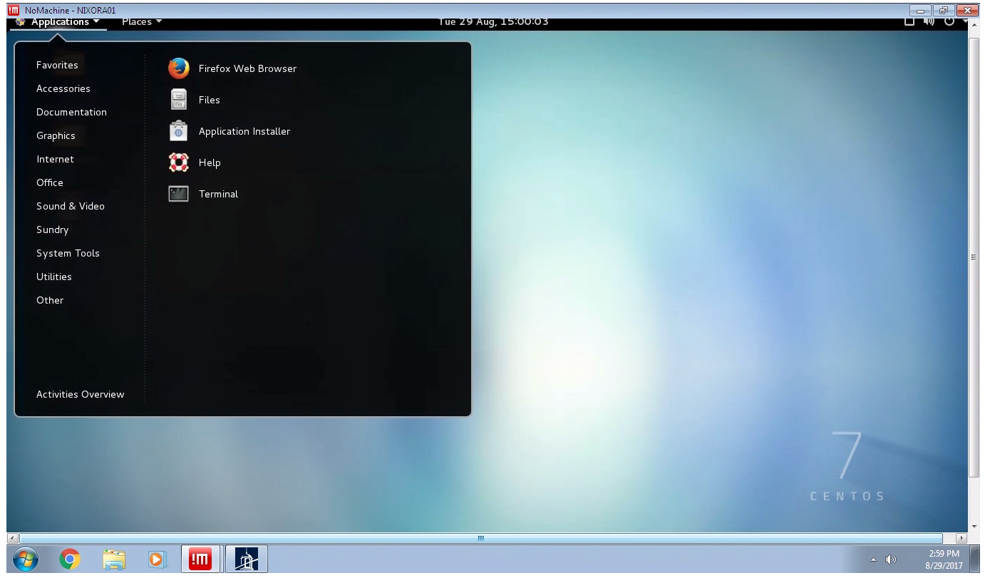 NoMachine - NIXORA01
Applications Places Tue 29 Aug, 15:00:03
Favorites
Accessories
Documentation
Graphics
Internet
Office
Sound & Video
Sundry
System Tools
Utilities
Other
Activities Overview
Firefox Web Browser
Files
Application Installer
Help
Terminal
7
CENTOS
!m
2:59 PM
8/29/2017